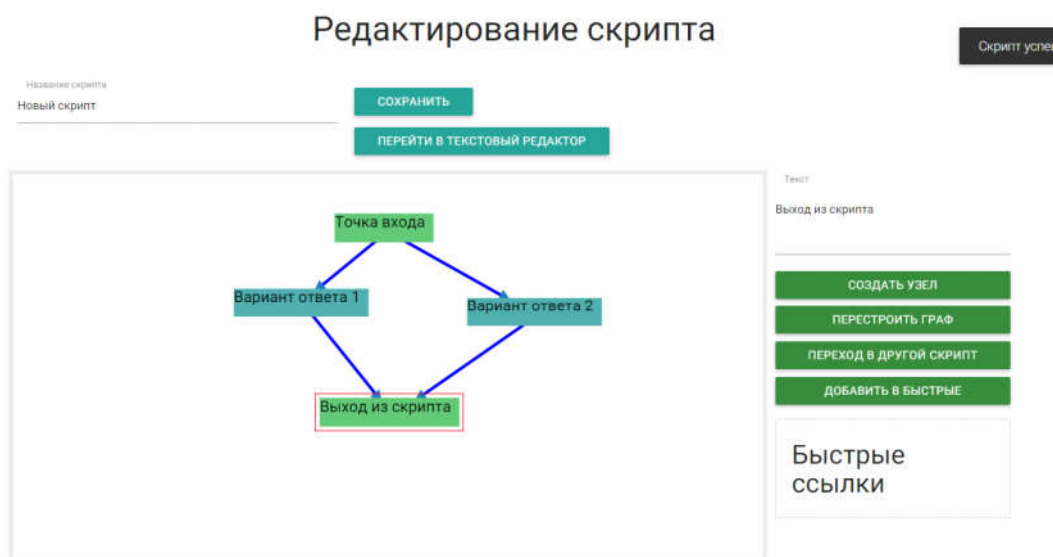 Редактирование скрипта
Скрипт
Название скрипта
Новый скрипт
СОХРАНИТЬ
ПЕРЕЙТИ В ТЕКСТОВЫЙ РЕДАКТОР
Точка входа
Вариант ответа 1
Вариант ответа 2
Выход из скрипта
Текст
Выход из скрипта
СОЗДАТЬ УЗЕЛ
ПЕРЕСТРОИТЬ ГРАФ
ПЕРЕХОД В ДРУГОЙ СКРИПТ
ДОБАВИТЬ В БЫСТРЫЕ
Быстрые
ссылки